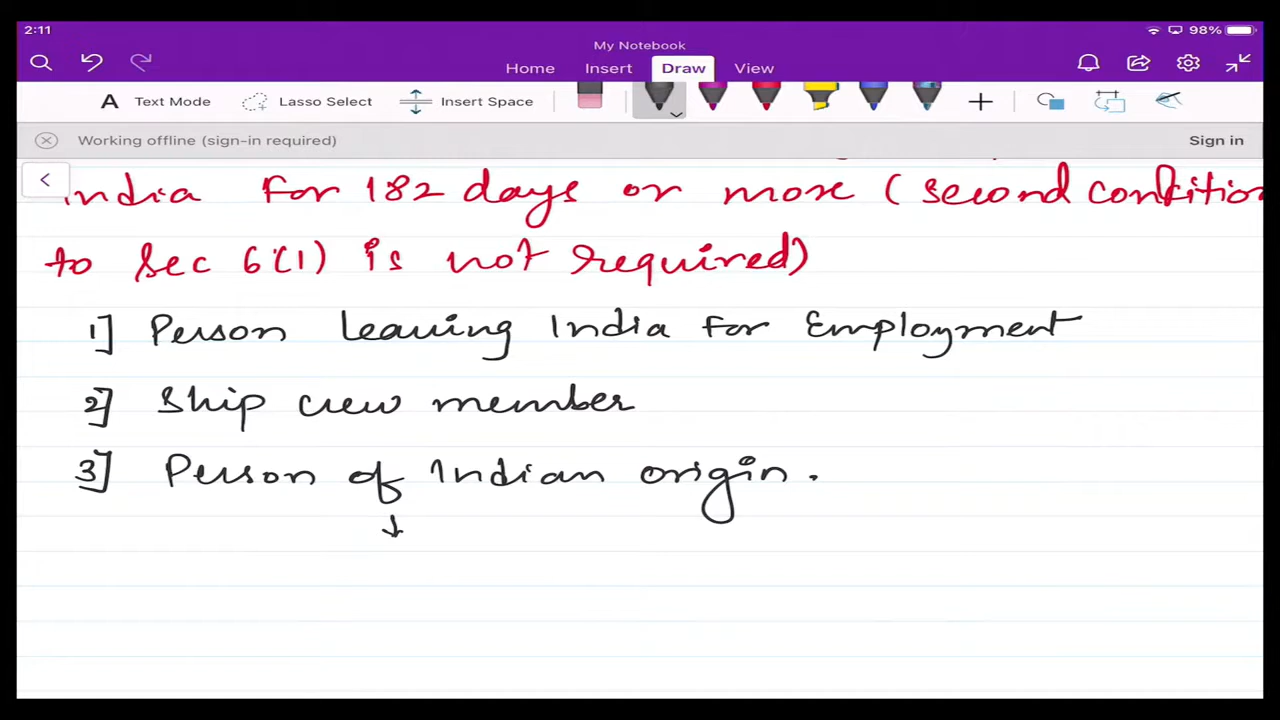 2:11
98%
My Notebook
Home Insert Draw View
A Text Mode Lasso Select Insert Space
Working offline (sign-in required) Sign in
India for 182 days or more (second condition
to sec 6(1) is not required)
1] Person leaving India for Employment
2] Ship crew member
3] Person of Indian origin.